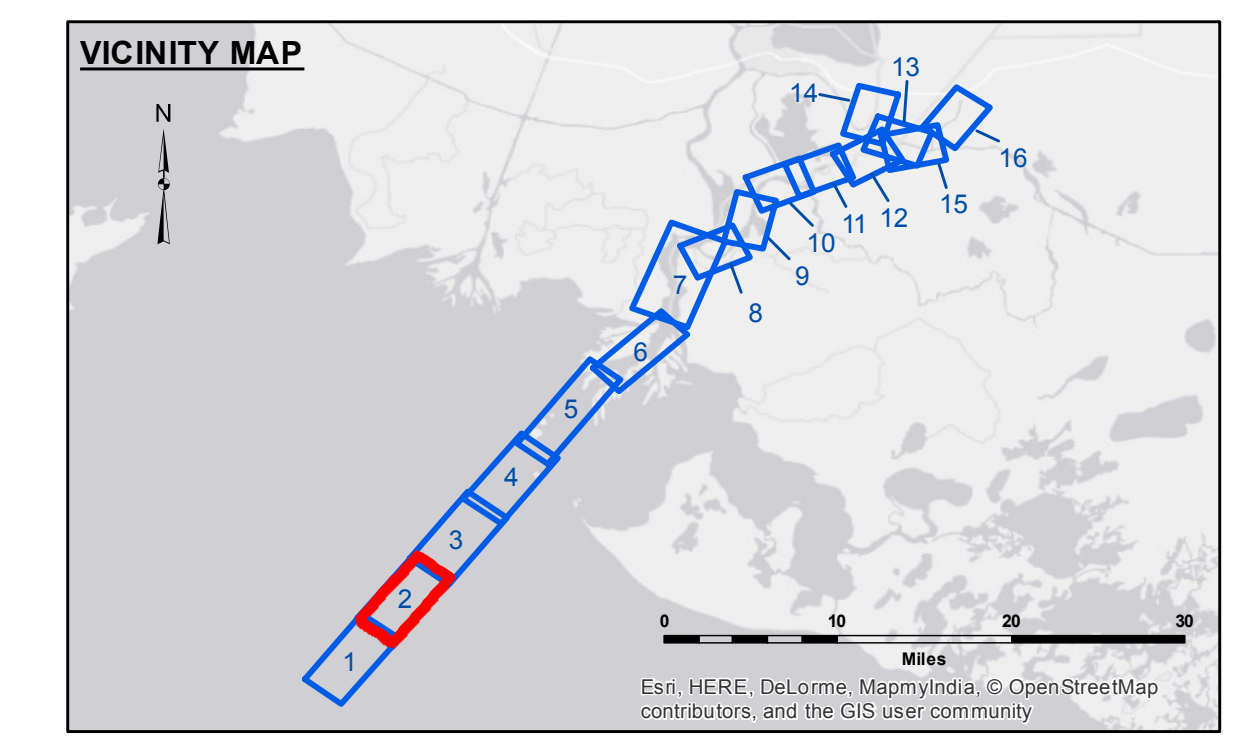 VICINITY MAP
N
13
14
16
15
12
11
10
9
8
7
6
5
4
3
2
1
0 10 20 30
Miles
Esri, HERE, DeLorme, MapmyIndia, © OpenStreetMap
contributors, and the GIS user community